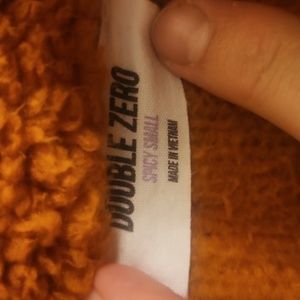 DOUBLE ZERO
SPICY SMALL
MADE IN VIETNAM